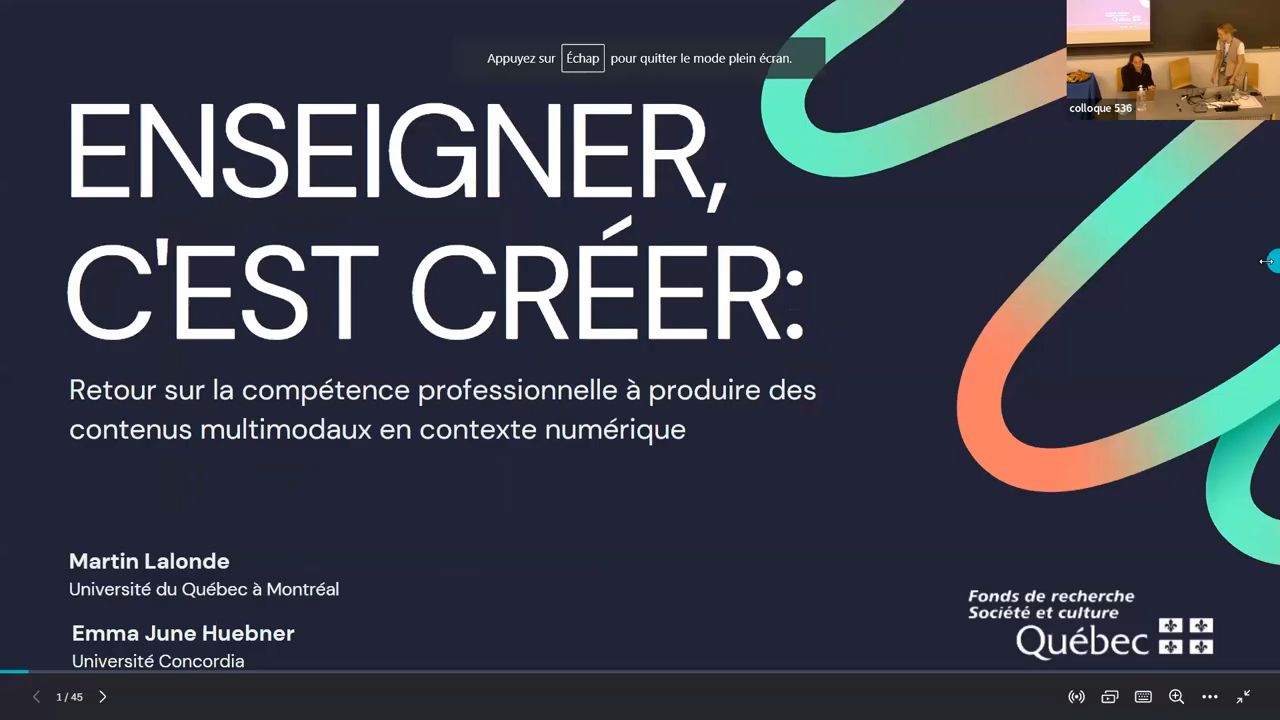 Appuyez sur Échap pour quitter le mode plein écran.
Québec
colloque 536
ENSEIGNER,
C'EST CRÉER:
Retour sur la compétence professionnelle à produire des
contenus multimodaux en contexte numérique
Martin Lalonde
Université du Québec à Montréal
Emma June Huebner
Université Concordia
Fonds de recherche
Société et culture
Québec
1 / 45